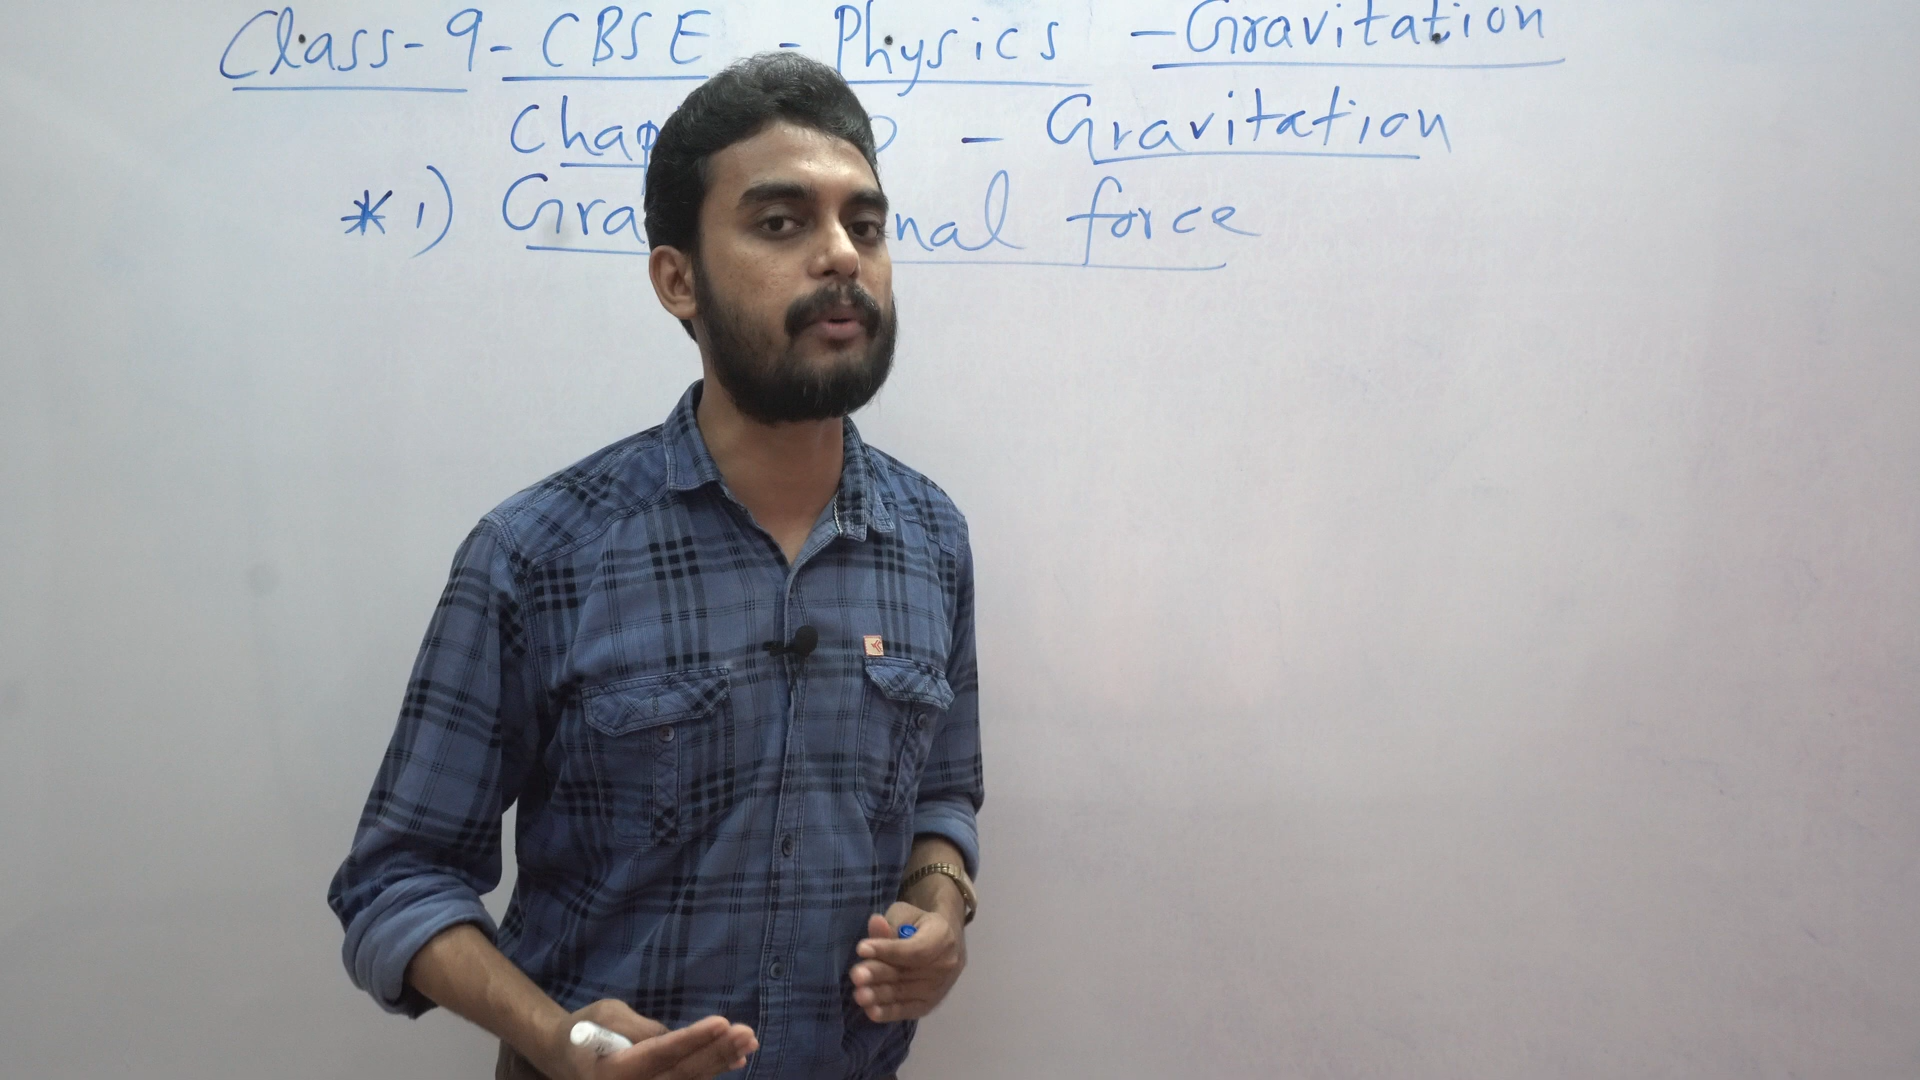 Class-9-CBSE - Physics - Gravitation
Chap - Gravitation
* 1) Gra nal force